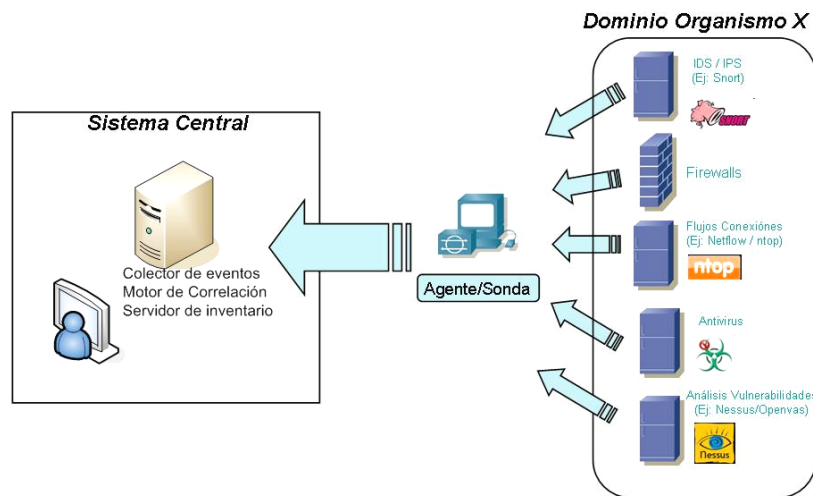 Dominio Organismo X
IDS / IPS
(Ej: Snort)
SNORT
Sistema Central
Firewalls
Flujos Conexiónes
(Ej: Netflow / ntop)
ntop
Colector de eventos
Motor de Correlación
Servidor de inventario
Agente/Sonda
Antivirus
Análisis Vulnerabilidades
(Ej: Nessus/Openvas)
Nessus